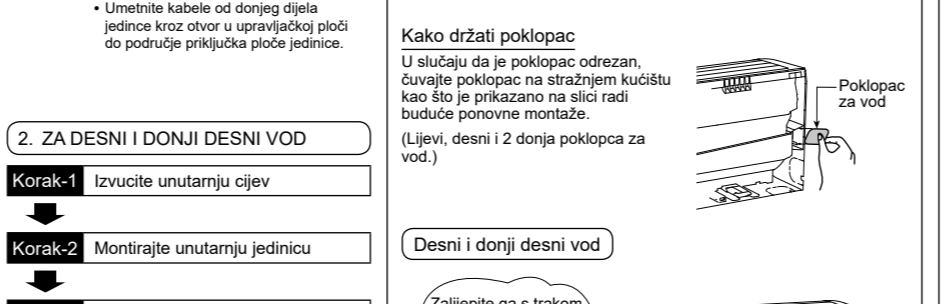 • Umetnite kabele od donjeg dijela
jedince kroz otvor u upravljačkoj ploči
do područje priključka ploče jedinice.
2. ZA DESNI I DONJI DESNI VOD
Korak-1 Izvucite unutarnju cijev
Korak-2 Montirajte unutarnju jedinicu
Kako držati poklopac
U slučaju da je poklopac odrezan,
čuvajte poklopac na stražnjem kućištu
kao što je prikazano na slici radi
buduće ponovne montaže.
(Lijevi, desni i 2 donja poklopca za
vod.)
Poklopac
za vod
Desni i donji desni vod
Zalijepite ga s trakom